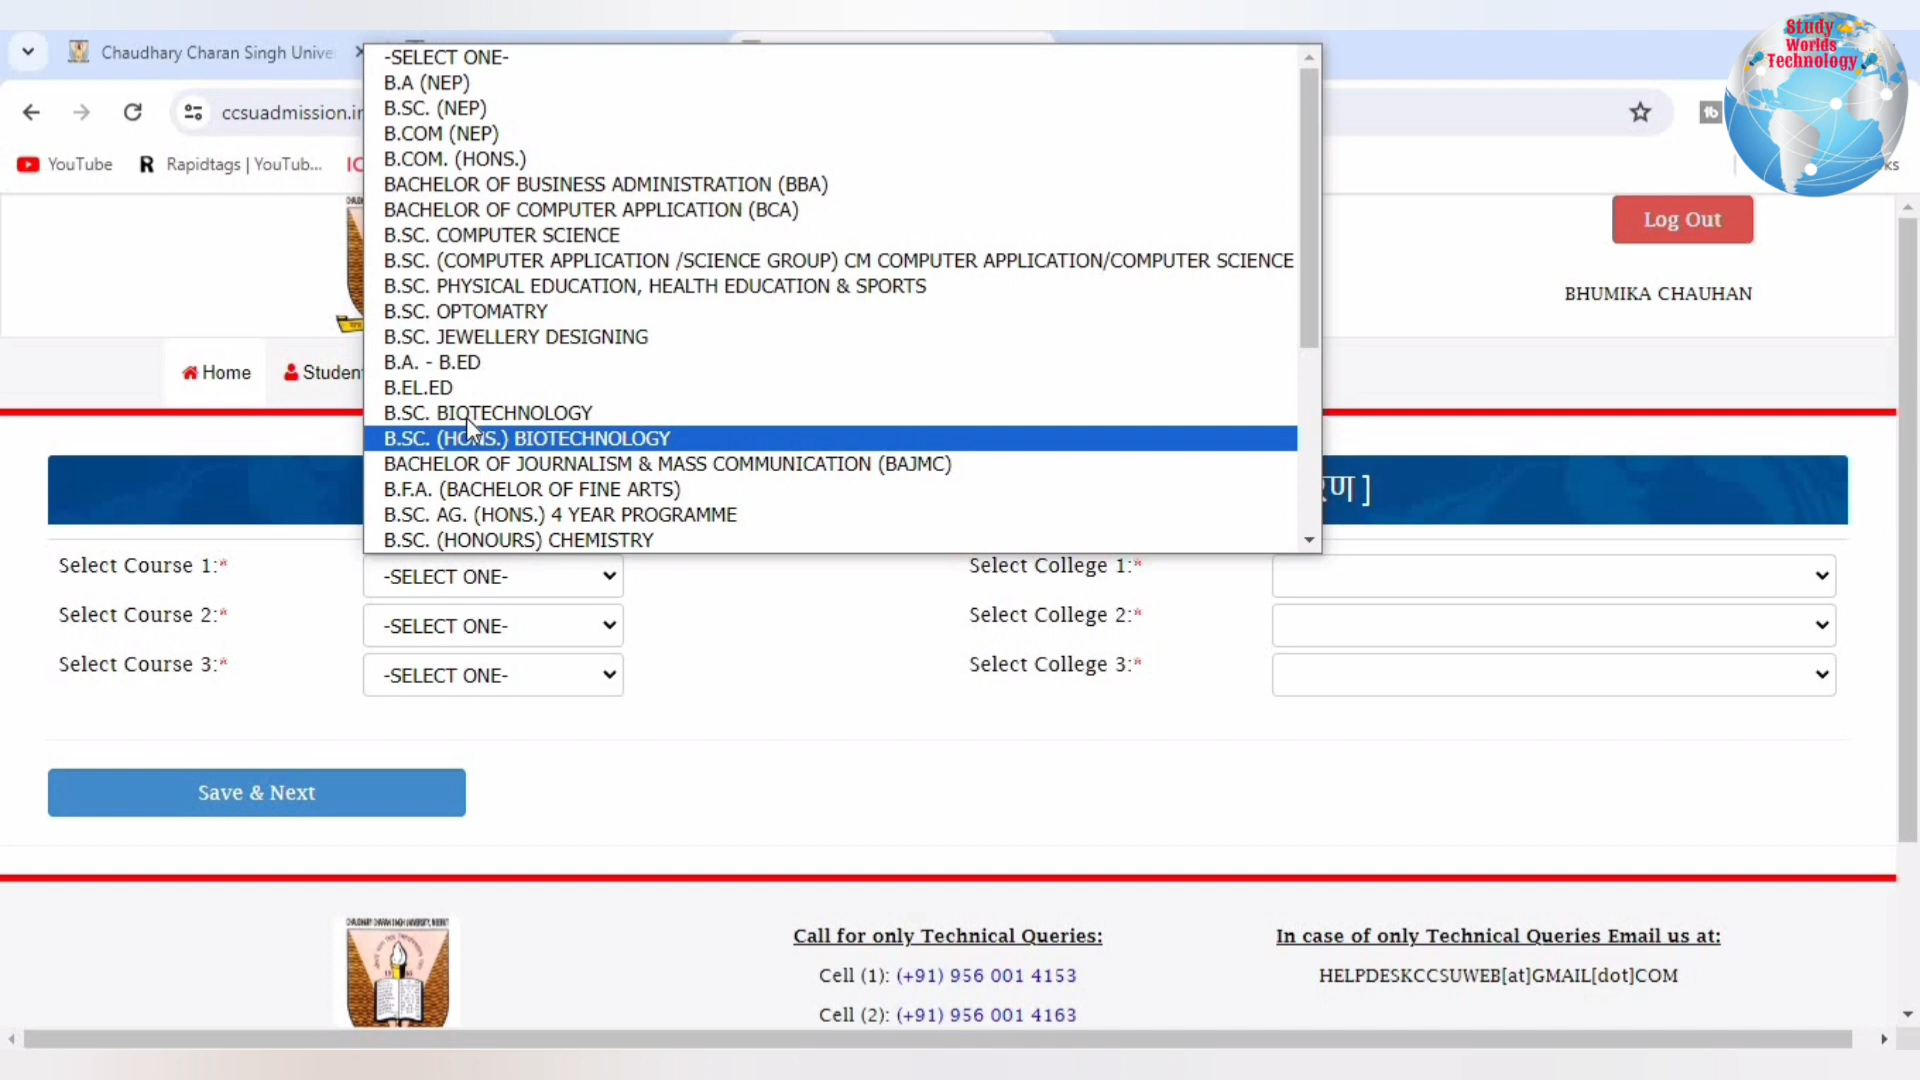 Study
Worlds
Technology
Chaudhary Charan Singh Unive
ccsuadmission.in
YouTube
Rapidtags | YouTub...
-SELECT ONE-
B.A (NEP)
B.SC. (NEP)
B.COM (NEP)
B.COM. (HONS.)
BACHELOR OF BUSINESS ADMINISTRATION (BBA)
BACHELOR OF COMPUTER APPLICATION (BCA)
B.SC. COMPUTER SCIENCE
B.SC. (COMPUTER APPLICATION /SCIENCE GROUP) CM COMPUTER APPLICATION/COMPUTER SCIENCE
B.SC. PHYSICAL EDUCATION, HEALTH EDUCATION & SPORTS
B.SC. OPTOMATRY
B.SC. JEWELLERY DESIGNING
B.A. - B.ED
B.EL.ED
B.SC. BIOTECHNOLOGY
B.SC. (HONS.) BIOTECHNOLOGY
BACHELOR OF JOURNALISM & MASS COMMUNICATION (BAJMC)
B.F.A. (BACHELOR OF FINE ARTS)
B.SC. AG. (HONS.) 4 YEAR PROGRAMME
B.SC. (HONOURS) CHEMISTRY
Log Out
BHUMIKA CHAUHAN
Home
Student
Select Course 1:* -SELECT ONE- Select College 1:*
Select Course 2:* -SELECT ONE- Select College 2:*
Select Course 3:* -SELECT ONE- Select College 3:*
Save & Next
CHAUDHARY CHARAN SINGH UNIVERSITY, MEERUT
Call for only Technical Queries: In case of only Technical Queries Email us at:
Cell (1): (+91) 956 001 4153 HELPDESKCCSUWEB[at]GMAIL[dot]COM
Cell (2): (+91) 956 001 4163